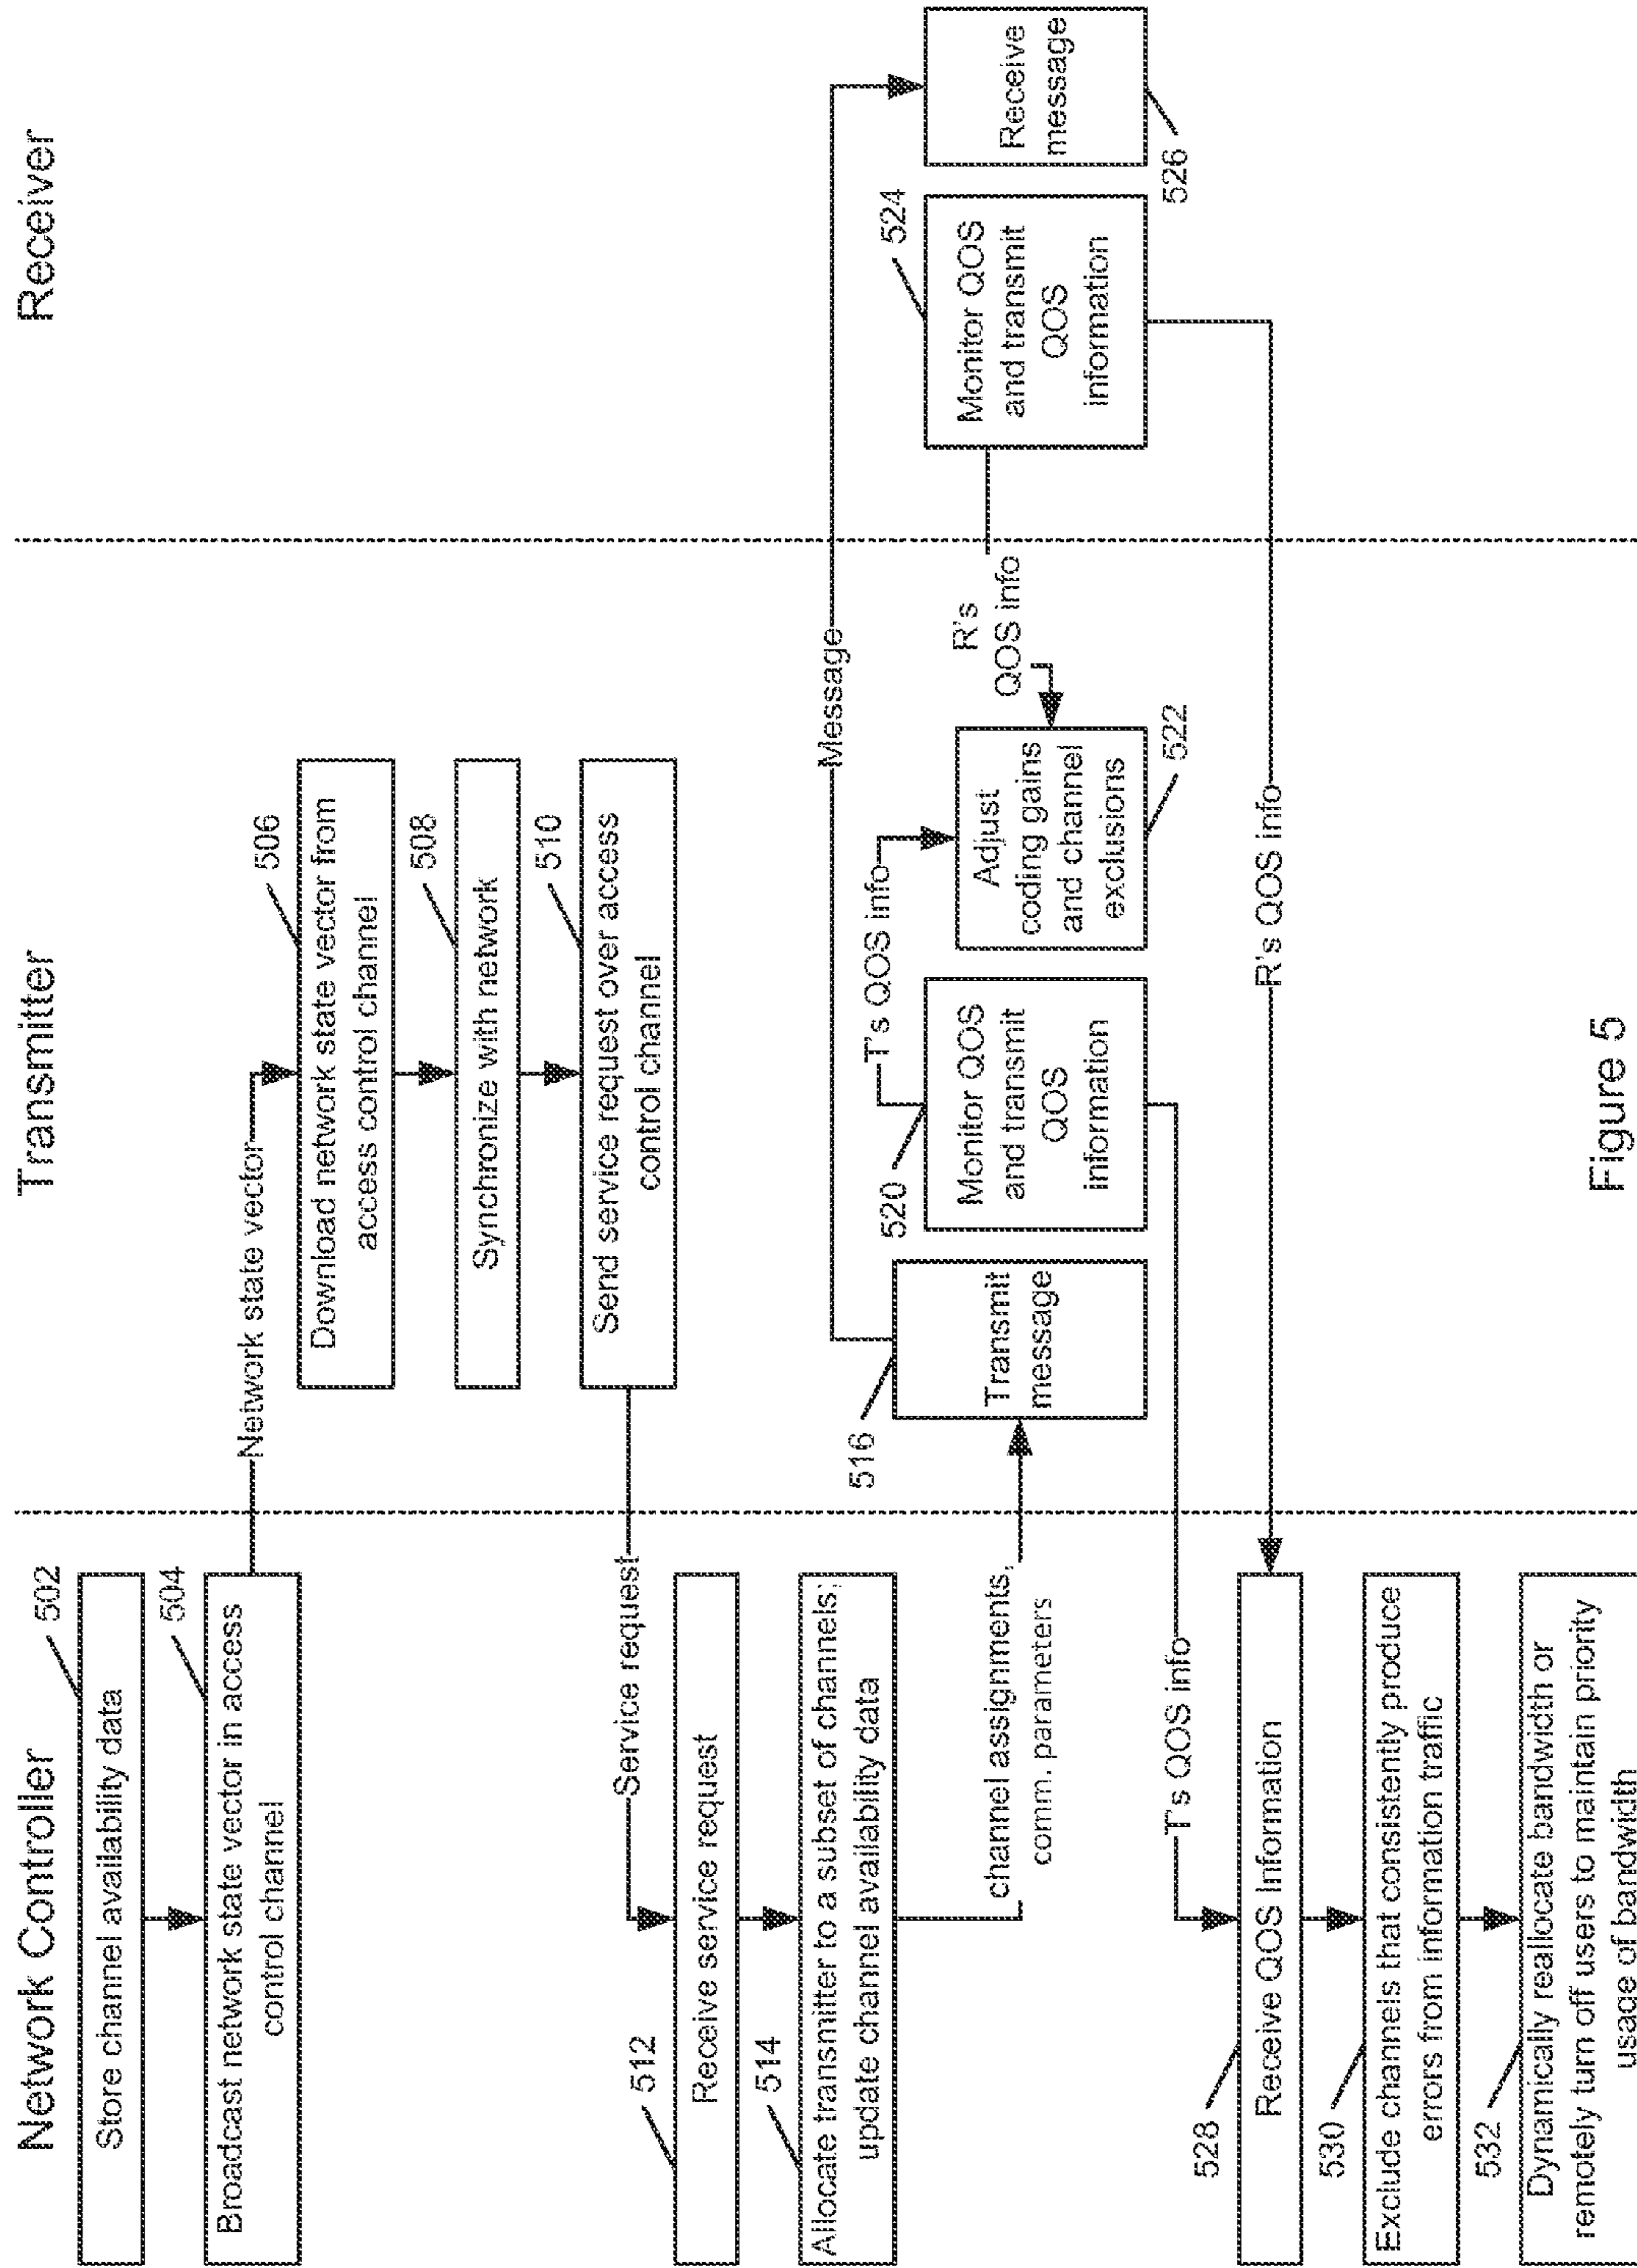 Network Controller
Transmitter
Receiver
502
Store channel availability data
504
Broadcast network state vector in access
control channel
Network state vector
506
Download network state vector from
access control channel
508
Synchronize with network
510
Send service request over access
control channel
Service request
512
Receive service request
514
Allocate transmitter to a subset of channels;
update channel availability data
channel assignments,
comm. parameters
516
Transmit
message
Message
520
Monitor QOS
and transmit
QOS
information
T's QOS info
Adjust
coding gains
and channel
exclusions
522
R's
QOS info
524
Monitor QOS
and transmit
QOS
information
Receive
message
526
T's QOS info
R's QOS info
528
Receive QOS Information
530
Exclude channels that consistently produce
errors from information traffic
532
Dynamically reallocate bandwidth or
remotely turn off users to maintain priority
usage of bandwidth
Figure 5